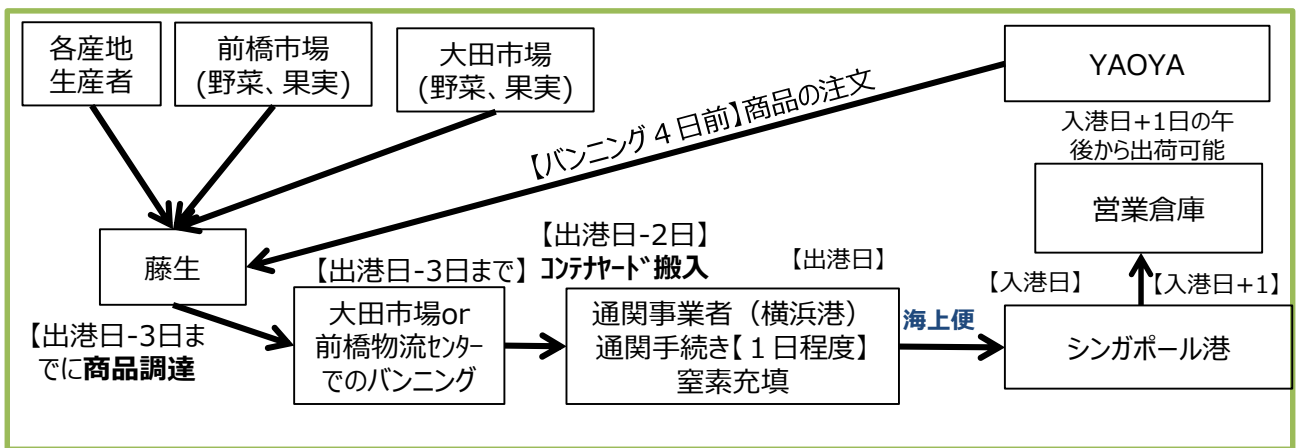 各産地
生産者
前橋市場
(野菜、果実)
大田市場
(野菜、果実)
YAOYA
【バンニング４日前】商品の注文
入港日+1日の午
後から出荷可能
営業倉庫
藤生
【出港日-3日ま
でに商品調達
【出港日-3日まで】
大田市場or
前橋物流ｾﾝﾀｰ
でのバンニング
【出港日-2日】
ｺﾝﾃﾅﾔｰﾄﾞ搬入
【出港日】
通関事業者（横浜港）
通関手続き【１日程度】
窒素充填
海上便
【入港日】
【入港日+1】
シンガポール港